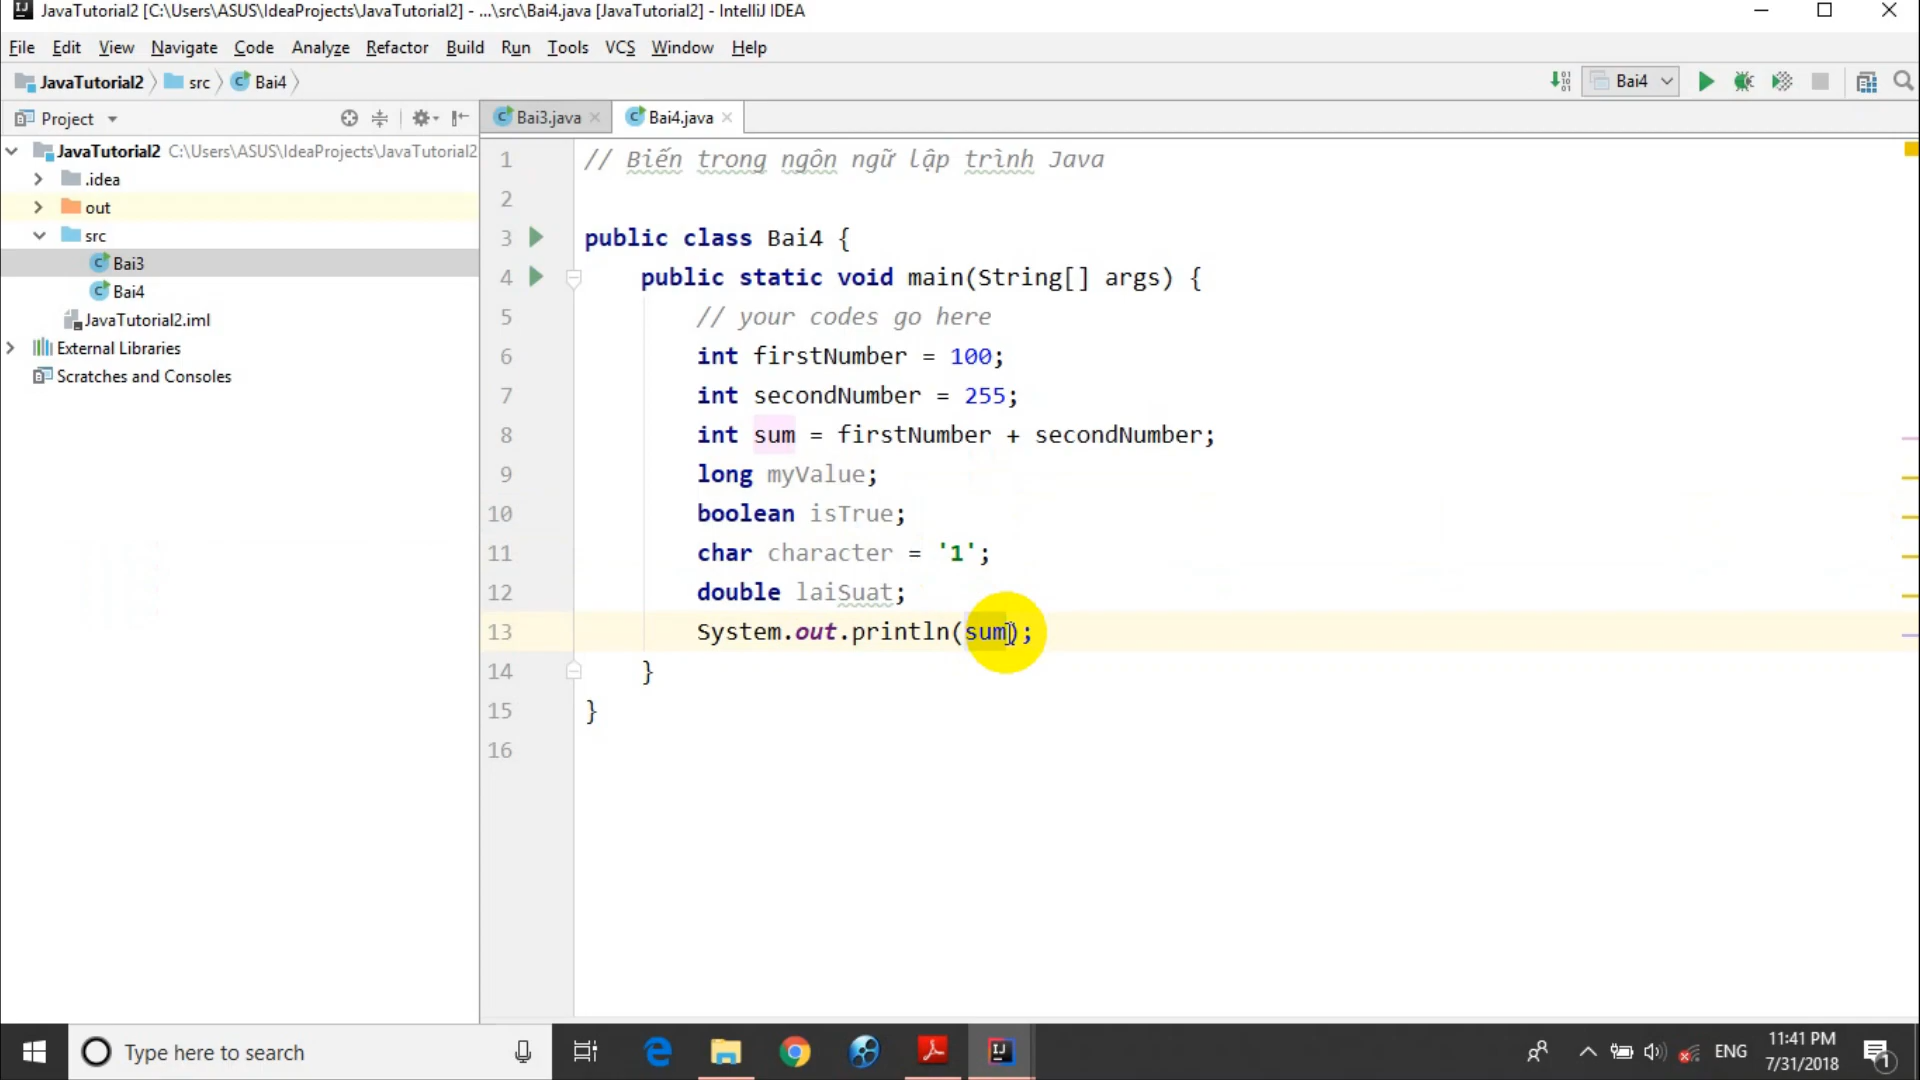 JavaTutorial2 [C:\Users\ASUS\IdeaProjects\JavaTutorial2] - ...\src\Bai4.java [JavaTutorial2] - IntelliJ IDEA
File Edit View Navigate Code Analyze Refactor Build Run Tools VCS Window Help
JavaTutorial2 src Bai4 Bai4
Project Bai3.java Bai4.java
JavaTutorial2 C:\Users\ASUS\IdeaProjects\JavaTutorial2
.idea
out
src
Bai3
Bai4
JavaTutorial2.iml
External Libraries
Scratches and Consoles
1 // Biến trong ngôn ngữ lập trình Java
2
3 public class Bai4 {
4 public static void main(String[] args) {
5 // your codes go here
6 int firstNumber = 100;
7 int secondNumber = 255;
8 int sum = firstNumber + secondNumber;
9 long myValue;
10 boolean isTrue;
11 char character = '1';
12 double laiSuat;
13 System.out.println(sum);
14 }
15 }
16
Type here to search
ENG
11:41 PM
7/31/2018
1